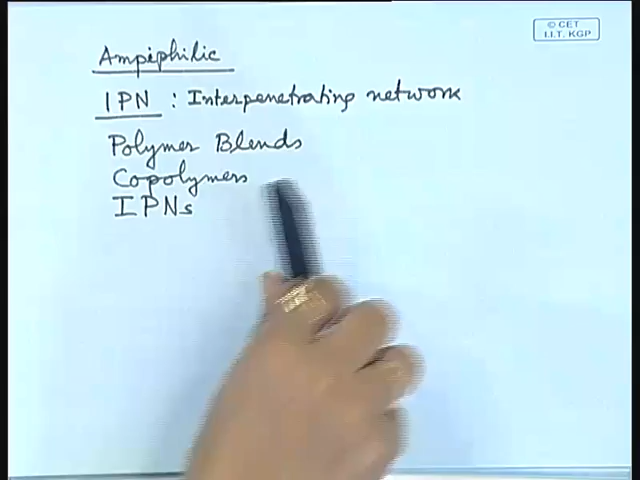 © CET
I.I.T. KGP
Ampiphilic
IPN : Interpenetrating network
Polymer Blends
Copolymers
IPNs